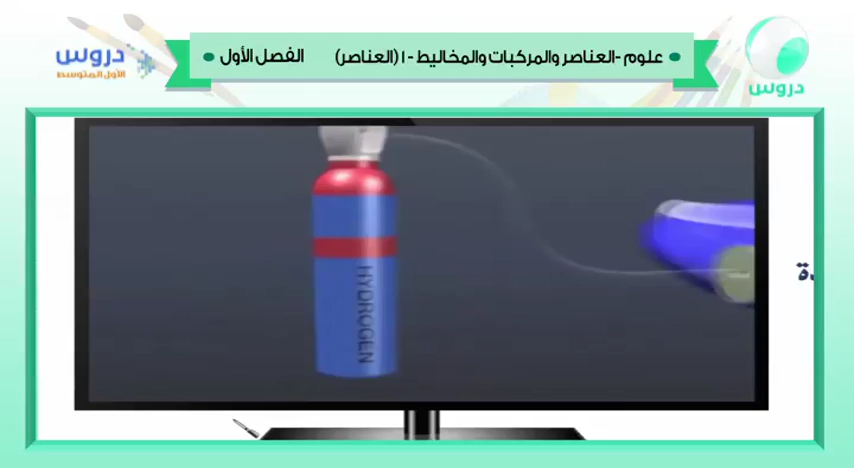 علوم -العناصر والمركبات والمخاليط - ١ (العناصر) الفصل الأول
دروس
الأول المتوسط
دروس
HYDROGEN